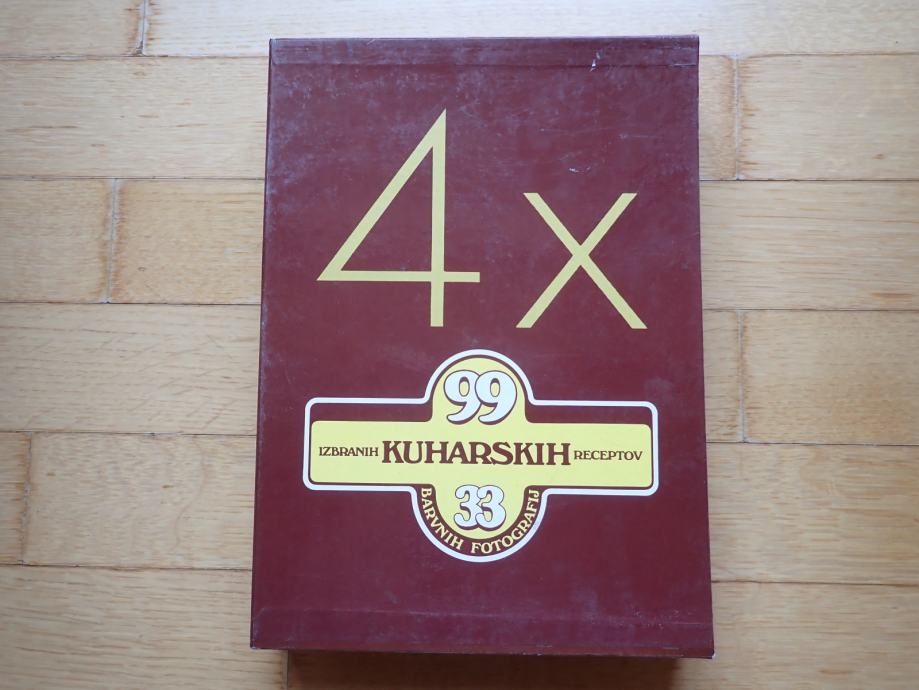 4x
99
IZBRANIH KUHARSKIH RECEPTOV
33
BARVNIH FOTOGRAFIJ